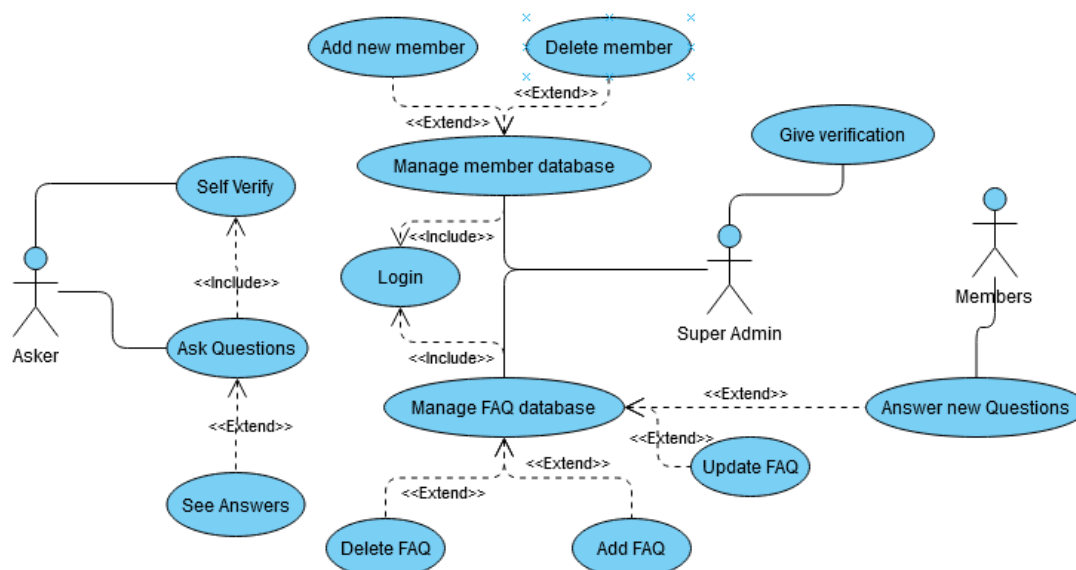 Add new member
Delete member
<<Extend>>
<<Extend>>
Give verification
Manage member database
Self Verify
<<Include>>
Login
<<Include>>
Members
Super Admin
Asker
Ask Questions
<<Include>>
<<Extend>>
Manage FAQ database
Answer new Questions
<<Extend>>
<<Extend>>
Update FAQ
<<Extend>>
<<Extend>>
See Answers
Delete FAQ
Add FAQ